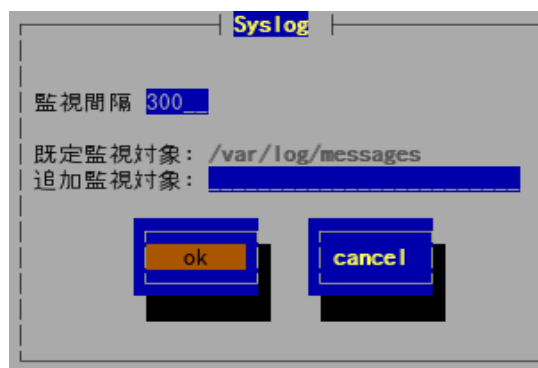 Syslog
監視間隔 300__
既定監視対象: /var/log/messages
追加監視対象:
ok cancel